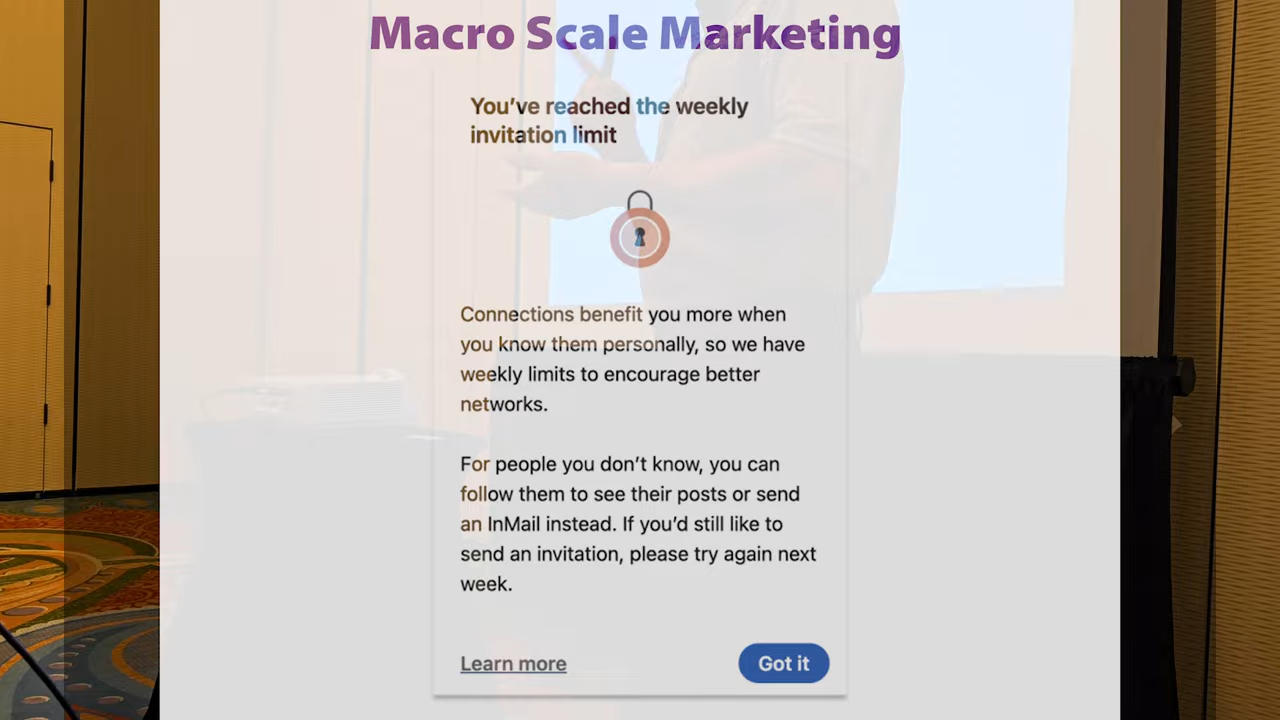 Macro Scale Marketing
You’ve reached the weekly
invitation limit
Connections benefit you more when
you know them personally, so we have
weekly limits to encourage better
networks.
For people you don’t know, you can
follow them to see their posts or send
an InMail instead. If you’d still like to
send an invitation, please try again next
week.
Learn more
Got it